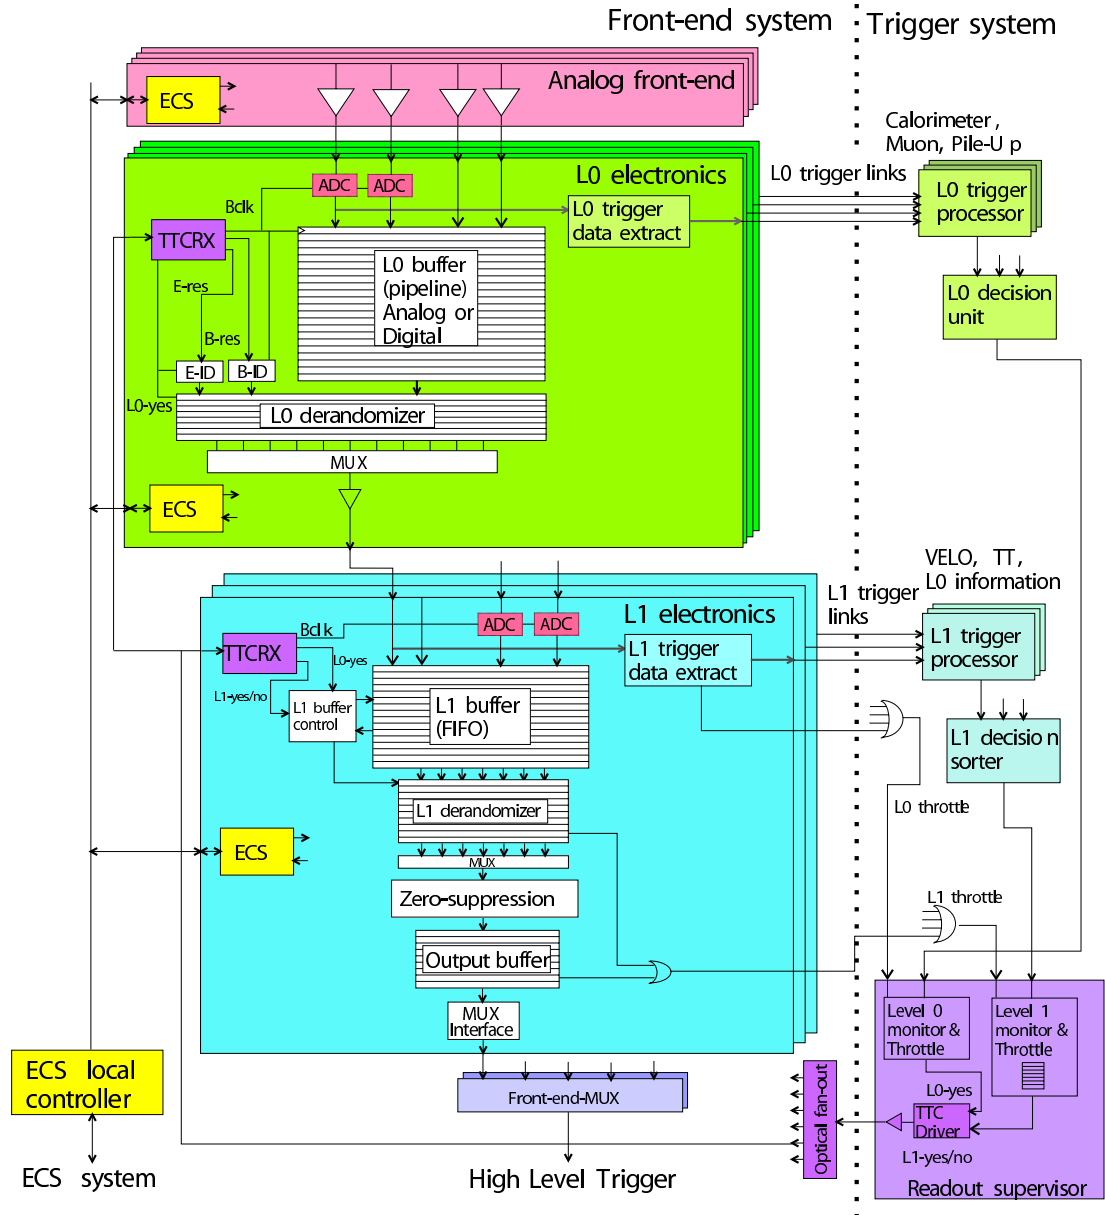 Front-end system
Trigger system
Analog front-end
ECS
Calorimeter,
Muon, Pile-U p
L0 electronics
L0 trigger links
ADC
ADC
Bclk
L0 trigger
data extract
L0 trigger
processor
TTCRX
L0 buffer
(pipeline)
Analog or
Digital
E-res
L0 decision
unit
B-res
E-ID
B-ID
L0-yes
L0 derandomizer
MUX
ECS
VELO, TT,
L0 information
L1 electronics
L1 trigger
links
ADC
ADC
Bclk
L1 trigger
data extract
L1 trigger
processor
TTCRX
L0-yes
L1-yes/no
L1 buffer
control
L1 buffer
(FIFO)
L1 decision
sorter
L1 derandomizer
L0 throttle
ECS
MUX
Zero-suppression
L1 throttle
Output buffer
MUX
Interface
Level 0
monitor &
Throttle
Level 1
monitor &
Throttle
ECS local
controller
Front-end-MUX
Optical fan-out
L0-yes
TTC
Driver
L1-yes/no
ECS system
High Level Trigger
Readout supervisor